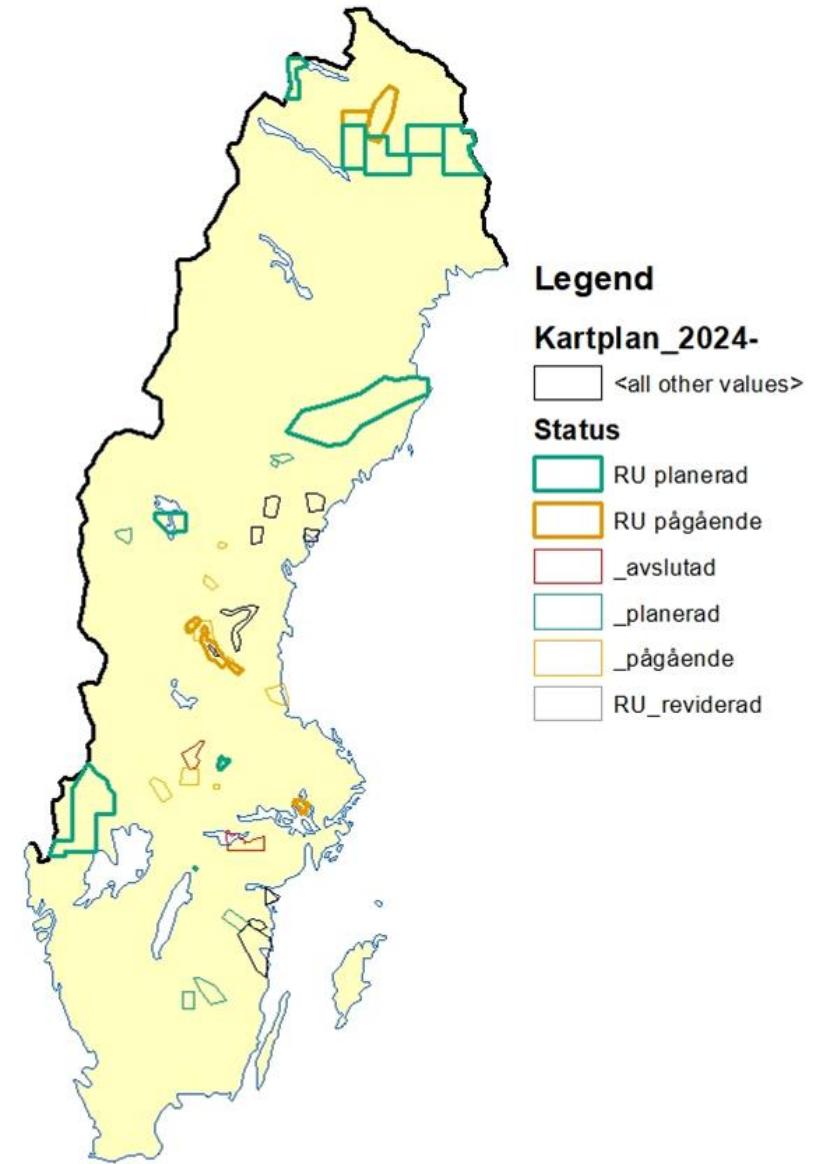 Legend
Kartplan_2024-
<all other values>
Status
RU planerad
RU pågående
_avslutad
_planerad
_pågående
RU_reviderad